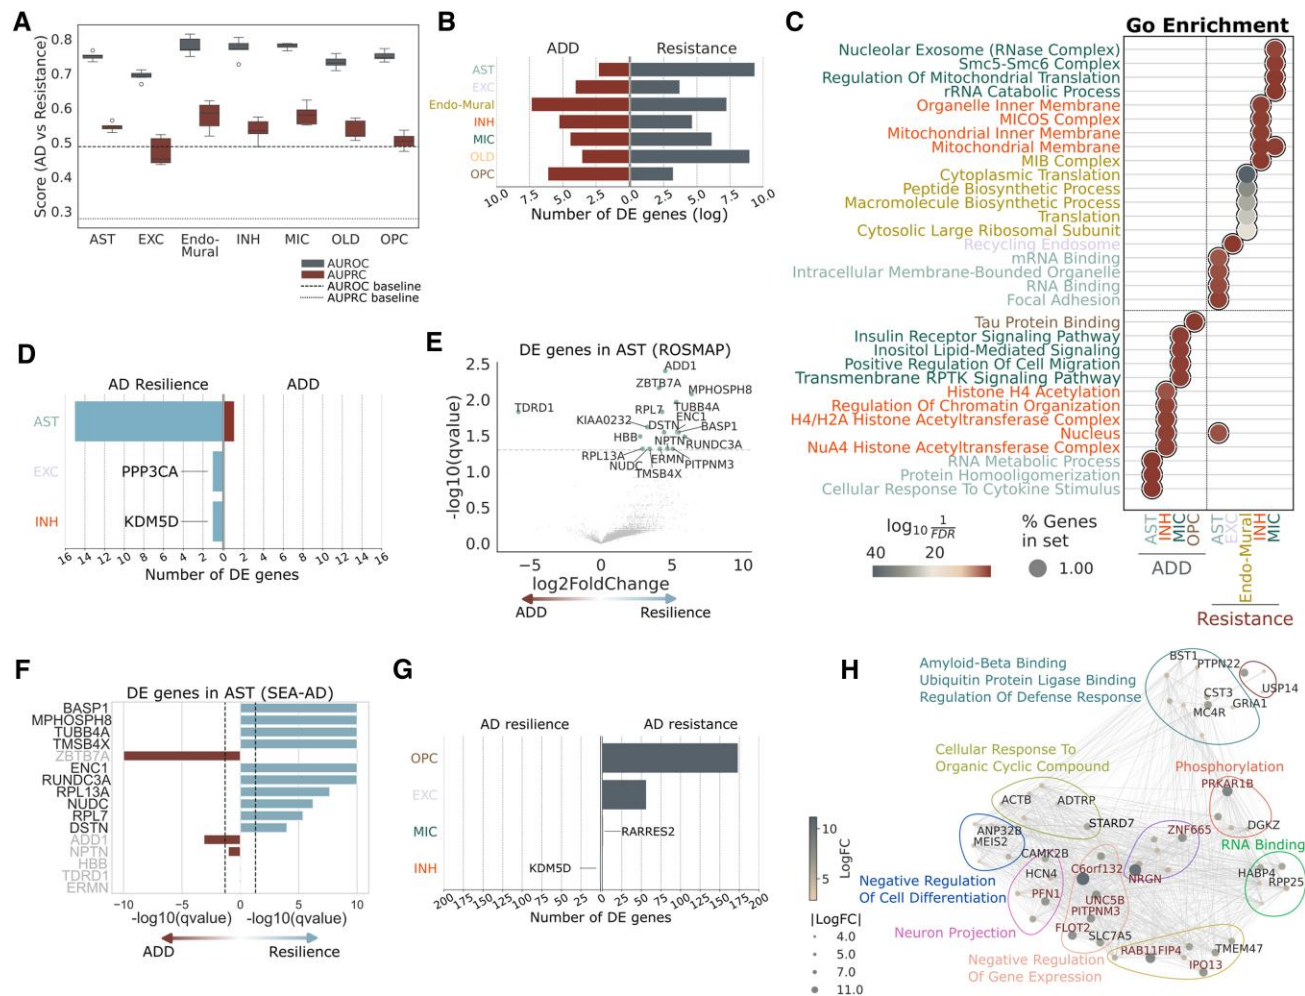 A
0.8
0.7
0.6
0.5
0.4
0.3
Score (AD vs Resistance)
AST EXC Endo-Mural INH MIC OLD OPC
AUROC
AUPRC
AUROC baseline
AUPRC baseline
B
ADD Resistance
AST
EXC
Endo-Mural
INH
MIC
OLD
OPC
10.0 7.5 5.0 2.5 0.0 2.5 5.0 7.5 10.0
Number of DE genes (log)
C
Go Enrichment
Nucleolar Exosome (RNase Complex)
Smc5-Smc6 Complex
Regulation Of Mitochondrial Translation
rRNA Catabolic Process
Organelle Inner Membrane
MICOS Complex
Mitochondrial Inner Membrane
Mitochondrial Membrane
MIB Complex
Cytoplasmic Translation
Peptide Biosynthetic Process
Macromolecule Biosynthetic Process
Translation
Cytosolic Large Ribosomal Subunit
Recycling Endosome
mRNA Binding
Intracellular Membrane-Bounded Organelle
RNA Binding
Focal Adhesion
Tau Protein Binding
Insulin Receptor Signaling Pathway
Inositol Lipid-Mediated Signaling
Positive Regulation Of Cell Migration
Transmenbrane RPTK Signaling Pathway
Histone H4 Acetylation
Regulation Of Chromatin Organization
H4/H2A Histone Acetyltransferase Complex
Nucleus
NuA4 Histone Acetyltransferase Complex
RNA Metabolic Process
Protein Homooligomerization
Cellular Response To Cytokine Stimulus
AST INH MIC OPC AST EXC Endo-Mural INH MIC
ADD
Resistance
log10 1/FDR
40 20
% Genes
in set
1.00
D
AD Resilience ADD
AST
EXC
INH
PPP3CA
KDM5D
16 14 12 10 8 6 4 2 0 2 4 6 8 10 12 14 16
Number of DE genes
E
DE genes in AST (ROSMAP)
2.5
2.0
1.5
1.0
0.5
0.0
-log10(qvalue)
ADD1
ZBTB7A
MPHOSPH8
TDRD1
RPL7
TUBB4A
KIAA0232
ENC1
DSTN
BASP1
HBB
NPTN
RUNDC3A
RPL13A
ERMN
PITPNM3
NUDC
TMSB4X
−5 0 5 10
log2FoldChange
ADD Resilience
F
DE genes in AST (SEA-AD)
BASP1
MPHOSPH8
TUBB4A
TMSB4X
ZBTB7A
ENC1
RUNDC3A
RPL13A
NUDC
RPL7
DSTN
ADD1
NPTN
HBB
TDRD1
ERMN
−10 −5 0 5 10
-log10(qvalue) -log10(qvalue)
ADD Resilience
G
AD resilience AD resistance
OPC
EXC
MIC
INH
RARRES2
KDM5D
200 175 150 125 100 75 50 25 0 25 50 75 100 125 150 175 200
Number of DE genes
H
Amyloid-Beta Binding
Ubiquitin Protein Ligase Binding
Regulation Of Defense Response
BST1
PTPN22
USP14
CST3
GRIA1
MC4R
Cellular Response To
Organic Cyclic Compound
Phosphorylation
PRKAR1B
ACTB
ADTRP
STARD7
DGKZ
ZNF665
ANP32B
MEIS2
CAMK2B
RNA Binding
HABP4
RPP25
HCN4
C6orf132
NRGN
PFN1
UNC5B
PITPNM3
FLOT2
SLC7A5
RAB11FIP4
TMEM47
IPO13
Negative Regulation
Of Cell Differentiation
Neuron Projection
Negative Regulation
Of Gene Expression
10
5
LogFC
|LogFC|
4.0
5.0
7.0
11.0